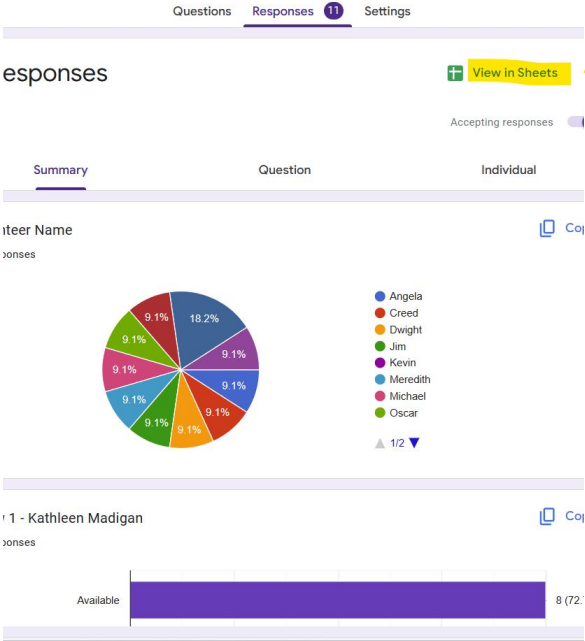 Questions Responses 11 Settings
esponses
View in Sheets
Accepting responses
Summary Question Individual
nteer Name
Cop
ponses
18.2%
9.1%
9.1%
9.1%
9.1%
9.1%
9.1%
9.1%
9.1%
9.1%
Angela
Creed
Dwight
Jim
Kevin
Meredith
Michael
Oscar
1/2
1 - Kathleen Madigan
Cop
ponses
Available
8 (72.